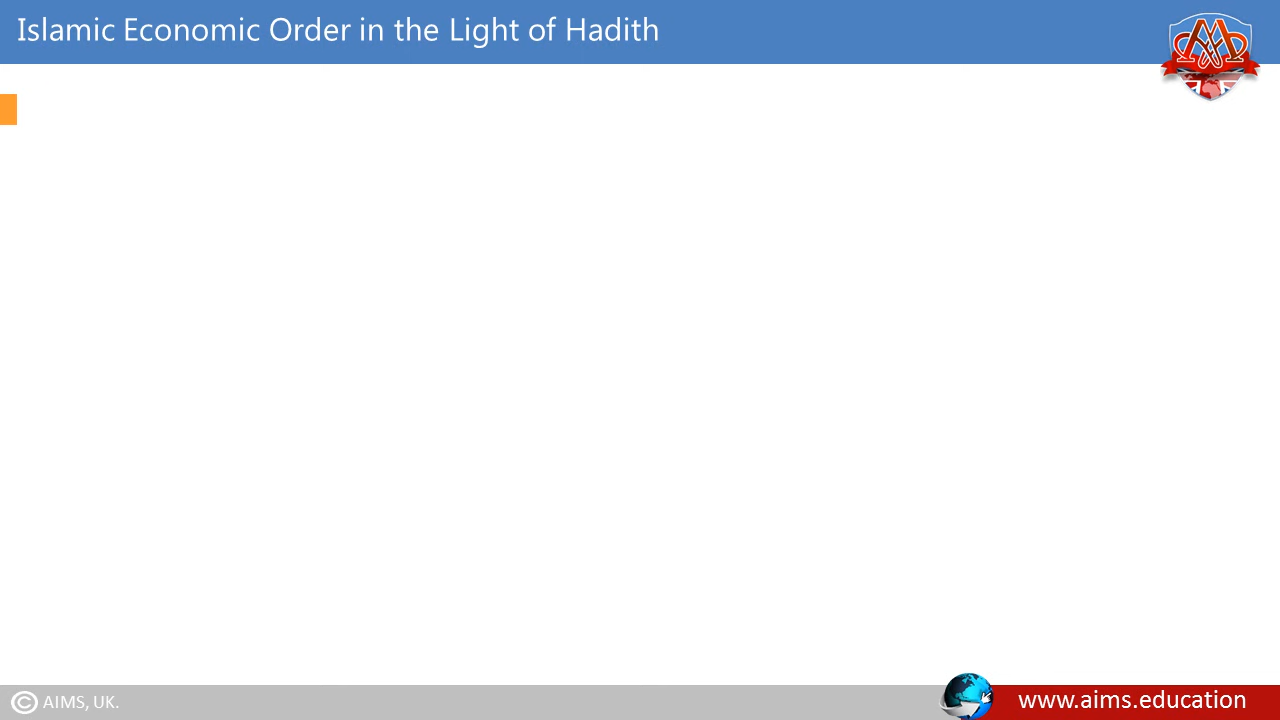 Islamic Economic Order in the Light of Hadith
© AIMS, UK.
www.aims.education